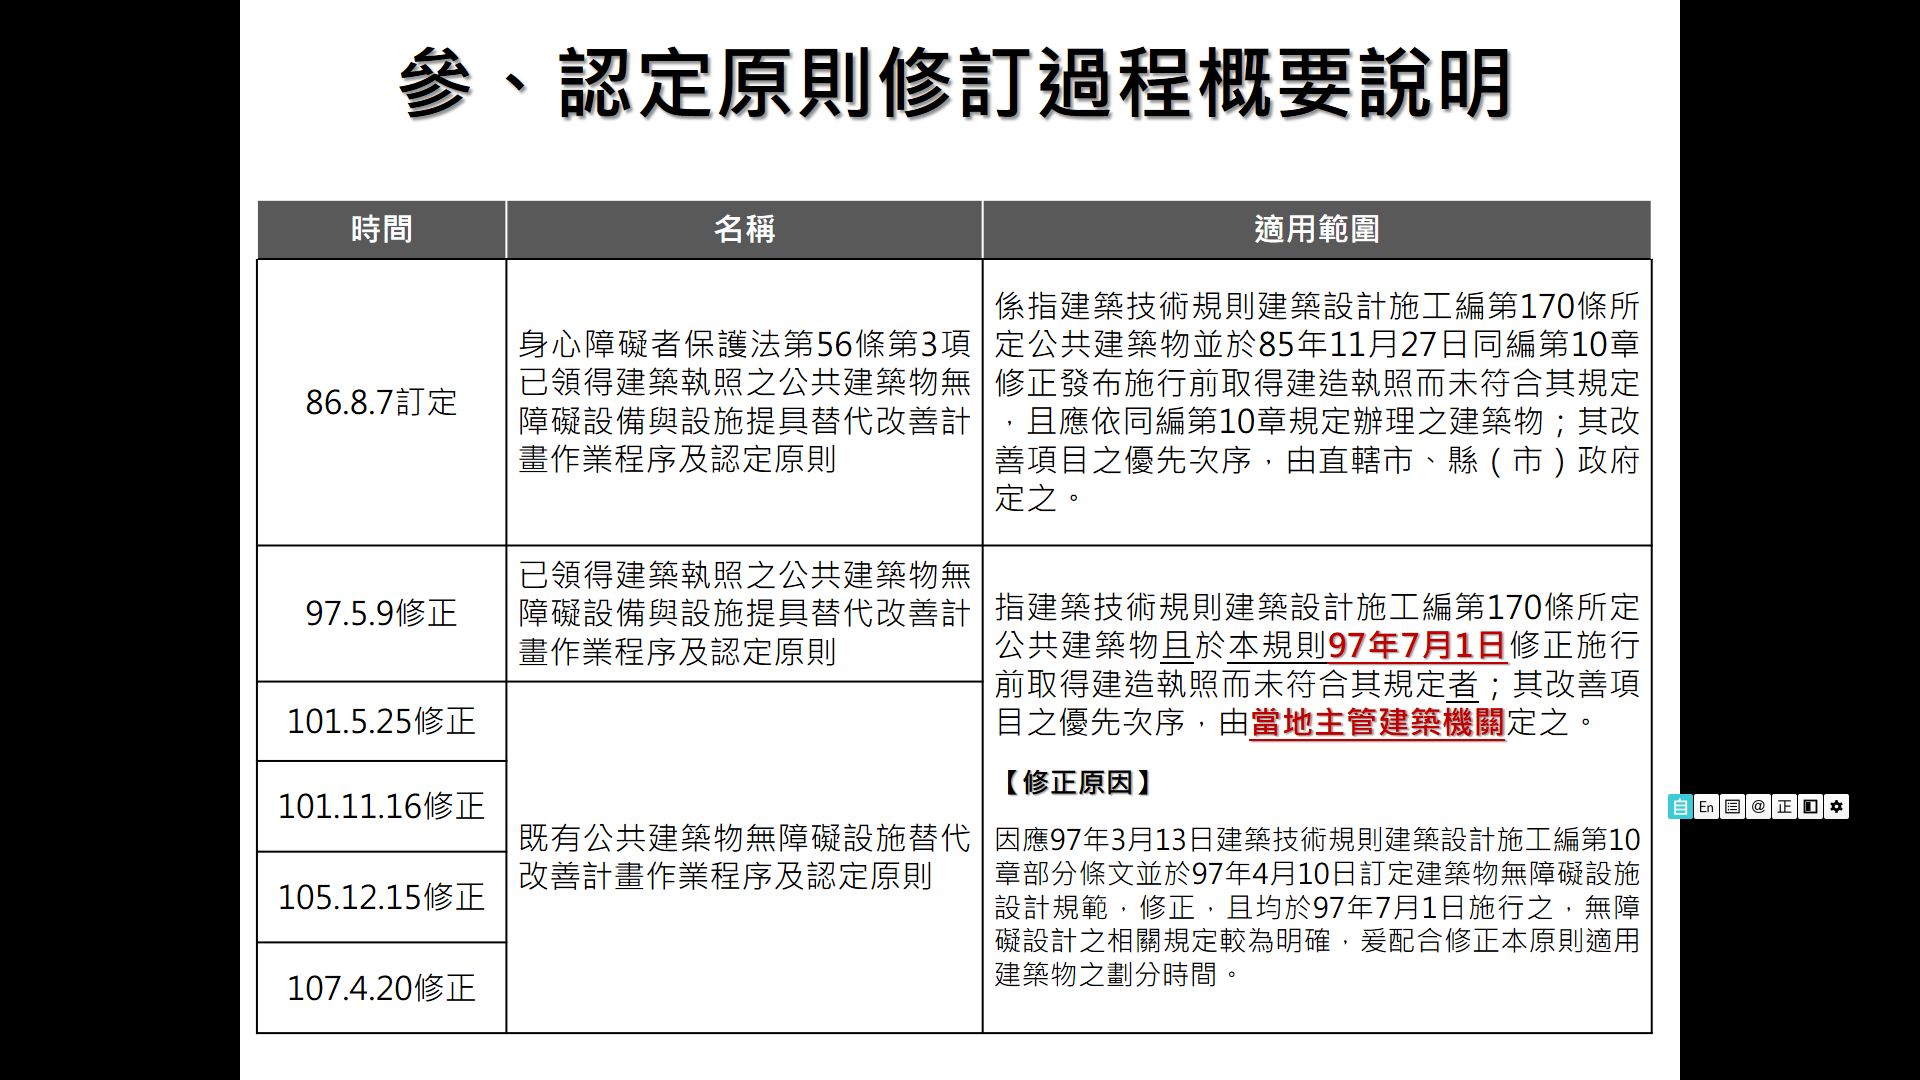 參、認定原則修訂過程概要說明
時間
名稱
適用範圍
86.8.7訂定
身心障礙者保護法第56條第3項
已領得建築執照之公共建築物無
障礙設備與設施提具替代改善計
畫作業程序及認定原則
係指建築技術規則建築設計施工編第170條所
定公共建築物並於85年11月27日同編第10章
修正發布施行前取得建造執照而未符合其規定
，且應依同編第10章規定辦理之建築物；其改
善項目之優先次序，由直轄市、縣（市）政府
定之。
97.5.9修正
已領得建築執照之公共建築物無
障礙設備與設施提具替代改善計
畫作業程序及認定原則
指建築技術規則建築設計施工編第170條所定
公共建築物且於本規則97年7月1日修正施行
前取得建造執照而未符合其規定者；其改善項
目之優先次序，由當地主管建築機關定之。
【修正原因】
因應97年3月13日建築技術規則建築設計施工編第10
章部分條文並於97年4月10日訂定建築物無障礙設施
設計規範，修正，且均於97年7月1日施行之，無障
礙設計之相關規定較為明確，爰配合修正本原則適用
建築物之劃分時間。
101.5.25修正
101.11.16修正
105.12.15修正
107.4.20修正
既有公共建築物無障礙設施替代
改善計畫作業程序及認定原則
自 En @ 正